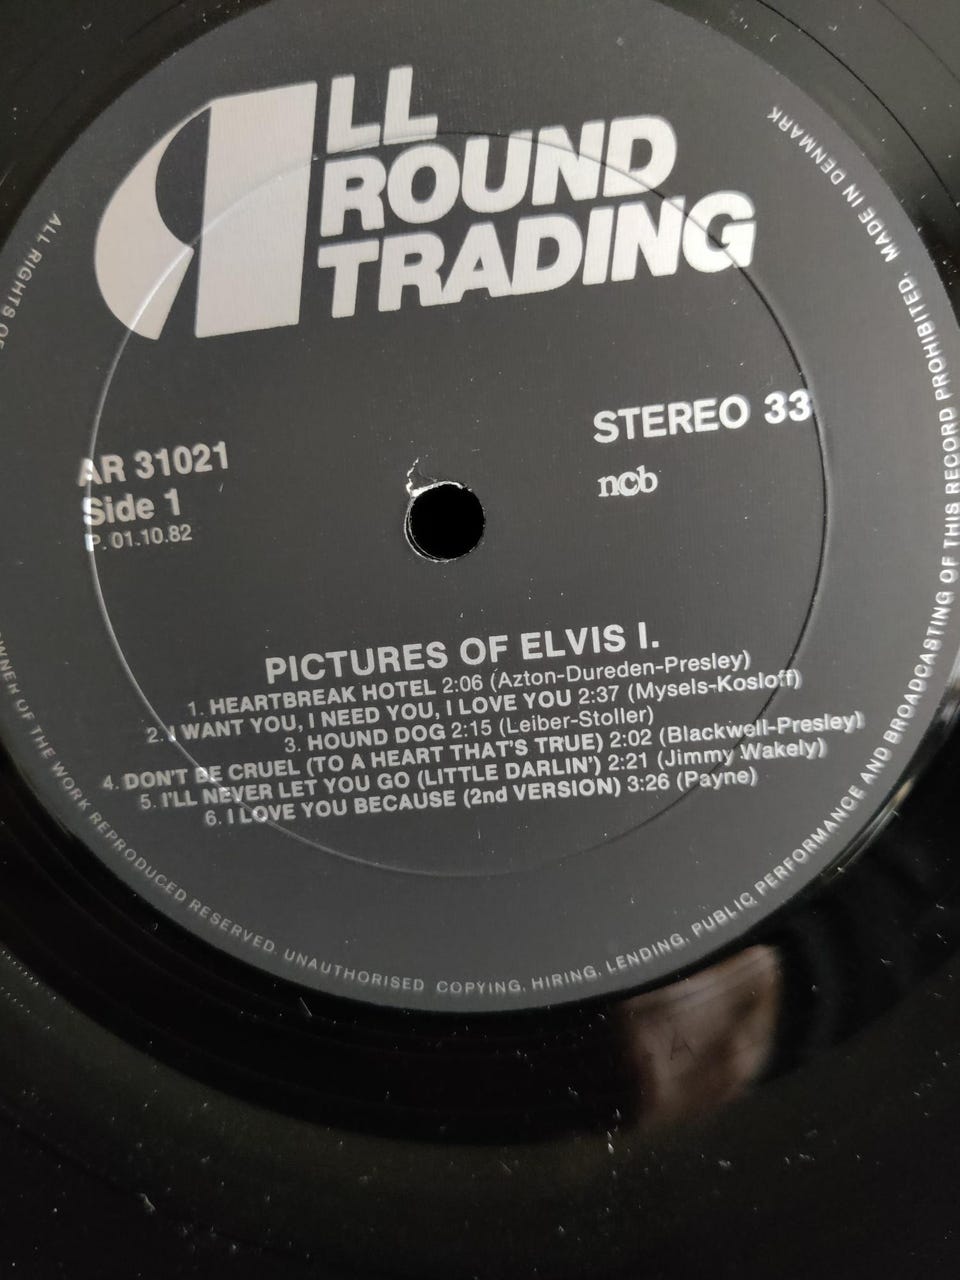 ALL
ROUND
TRADING
STEREO 33
ncb
AR 31021
Side 1
P. 01.10.82
PICTURES OF ELVIS I.
1. HEARTBREAK HOTEL 2:06 (Azton-Dureden-Presley)
2. I WANT YOU, I NEED YOU, I LOVE YOU 2:37 (Mysels-Kosloff)
3. HOUND DOG 2:15 (Leiber-Stoller)
4. DON'T BE CRUEL (TO A HEART THAT'S TRUE) 2:02 (Blackwell-Presley)
5. I'LL NEVER LET YOU GO (LITTLE DARLIN') 2:21 (Jimmy Wakely)
6. I LOVE YOU BECAUSE (2nd VERSION) 3:26 (Payne)
ALL RIGHTS OF
OF THE WORK REPRODUCED RESERVED. UNAUTHORISED COPYING, HIRING, LENDING, PUBLIC PERFORMANCE AND BROADCASTING OF THIS RECORD PROHIBITED. MADE IN DENMARK